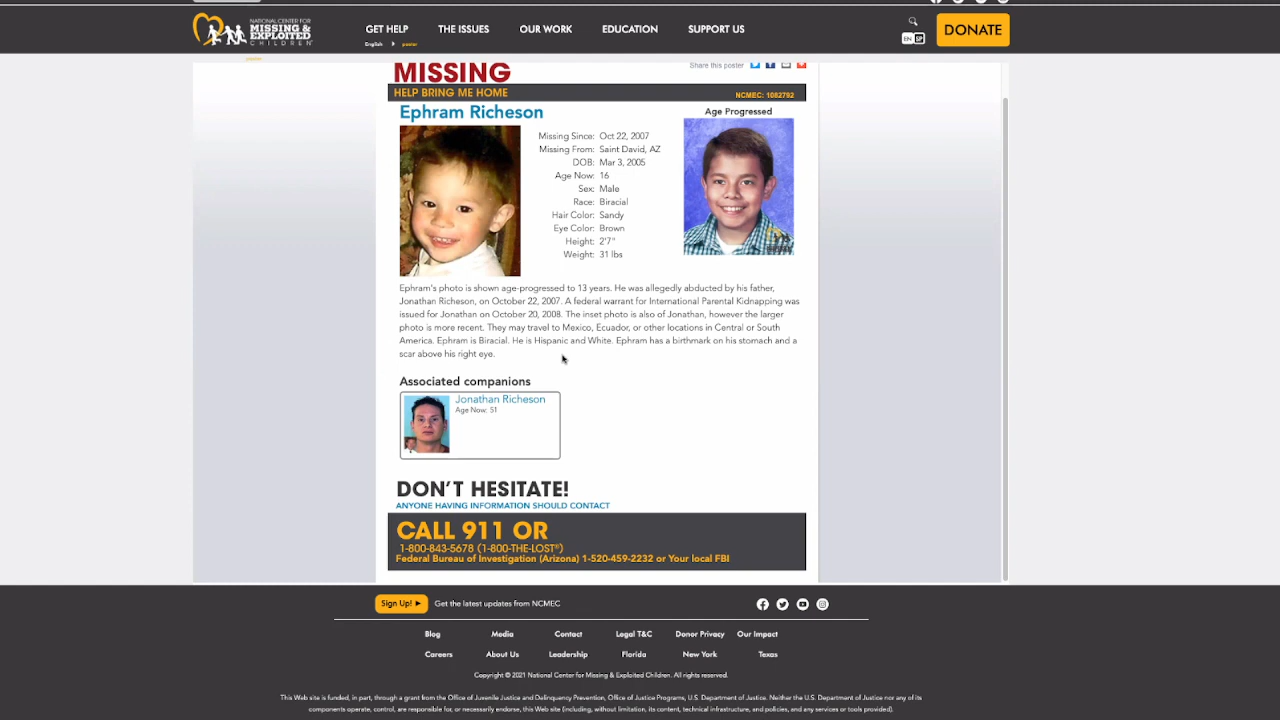 NATIONAL CENTER FOR
MISSING &
EXPLOITED
CHILDREN
GET HELP
THE ISSUES
OUR WORK
EDUCATION
SUPPORT US
EN SP
DONATE
English poster
poster
MISSING
Share this poster
HELP BRING ME HOME
NCMEC: 1082792
Ephram Richeson
Age Progressed
Missing Since: Oct 22, 2007
Missing From: Saint David, AZ
DOB: Mar 3, 2005
Age Now: 16
Sex: Male
Race: Biracial
Hair Color: Sandy
Eye Color: Brown
Height: 2'7"
Weight: 31 lbs
Ephram's photo is shown age-progressed to 13 years. He was allegedly abducted by his father,
Jonathan Richeson, on October 22, 2007. A federal warrant for International Parental Kidnapping was
issued for Jonathan on October 20, 2008. The inset photo is also of Jonathan, however the larger
photo is more recent. They may travel to Mexico, Ecuador, or other locations in Central or South
America. Ephram is Biracial. He is Hispanic and White. Ephram has a birthmark on his stomach and a
scar above his right eye.
Associated companions
Jonathan Richeson
Age Now: 51
DON'T HESITATE!
ANYONE HAVING INFORMATION SHOULD CONTACT
CALL 911 OR
1-800-843-5678 (1-800-THE-LOST®)
Federal Bureau of Investigation (Arizona) 1-520-459-2232 or Your local FBI
Sign Up! ▶ Get the latest updates from NCMEC
Blog Media Contact Legal T&C Donor Privacy Our Impact
Careers About Us Leadership Florida New York Texas
Copyright © 2021 National Center for Missing & Exploited Children. All rights reserved.
This Web site is funded, in part, through a grant from the Office of Juvenile Justice and Delinquency Prevention, Office of Justice Programs, U.S. Department of Justice. Neither the U.S. Department of Justice nor any of its
components operate, control, are responsible for, or necessarily endorse, this Web site (including, without limitation, its content, technical infrastructure, and policies, and any services or tools provided).